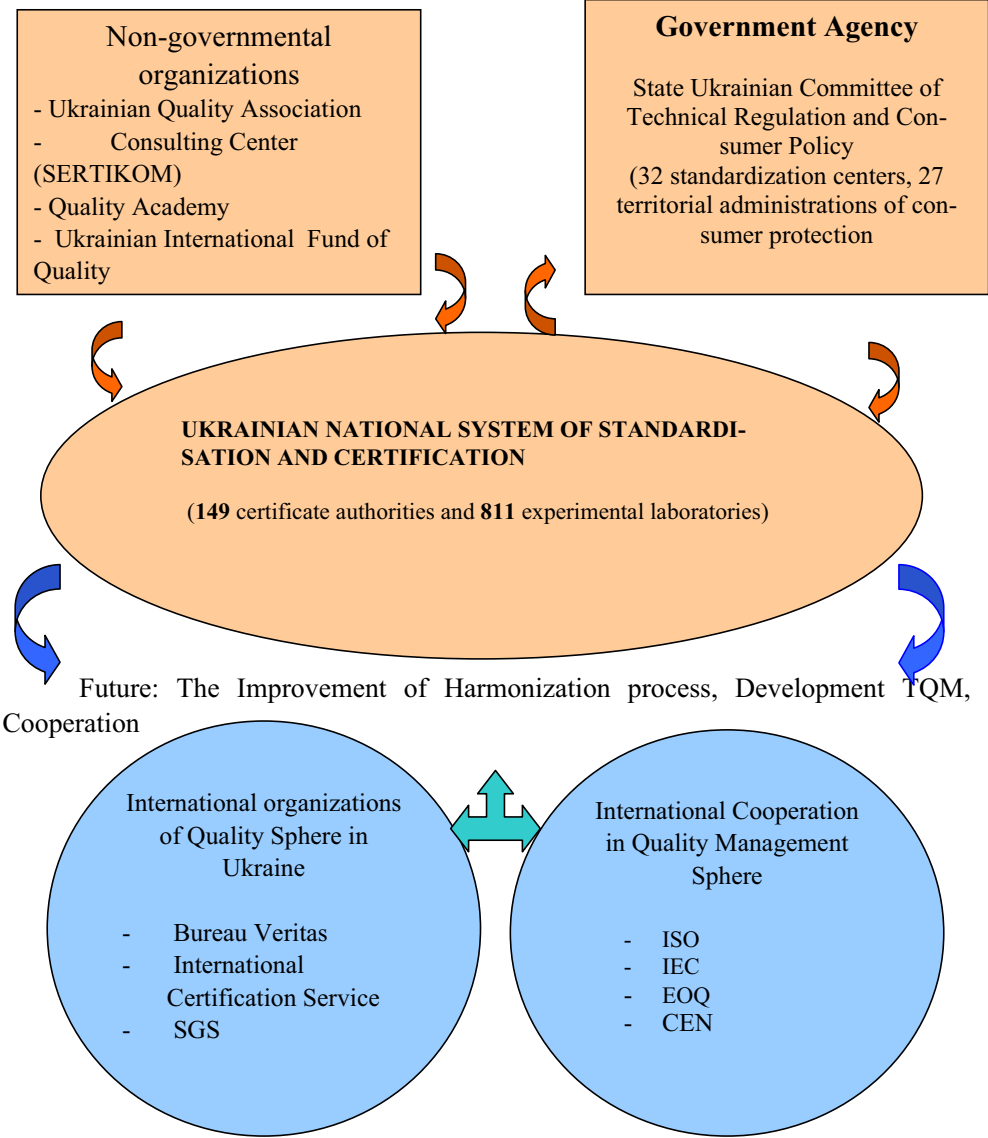 Non-governmental
organizations
- Ukrainian Quality Association
- Consulting Center
(SERTIKOM)
- Quality Academy
- Ukrainian International Fund of
Quality
Government Agency
State Ukrainian Committee of
Technical Regulation and Con-
sumer Policy
(32 standardization centers, 27
territorial administrations of con-
sumer protection
UKRAINIAN NATIONAL SYSTEM OF STANDARDI-
SATION AND CERTIFICATION
(149 certificate authorities and 811 experimental laboratories)
Future: The Improvement of Harmonization process, Development TQM,
Cooperation
International organizations
of Quality Sphere in
Ukraine
- Bureau Veritas
- International
Certification Service
- SGS
International Cooperation
in Quality Management
Sphere
- ISO
- IEC
- EOQ
- CEN